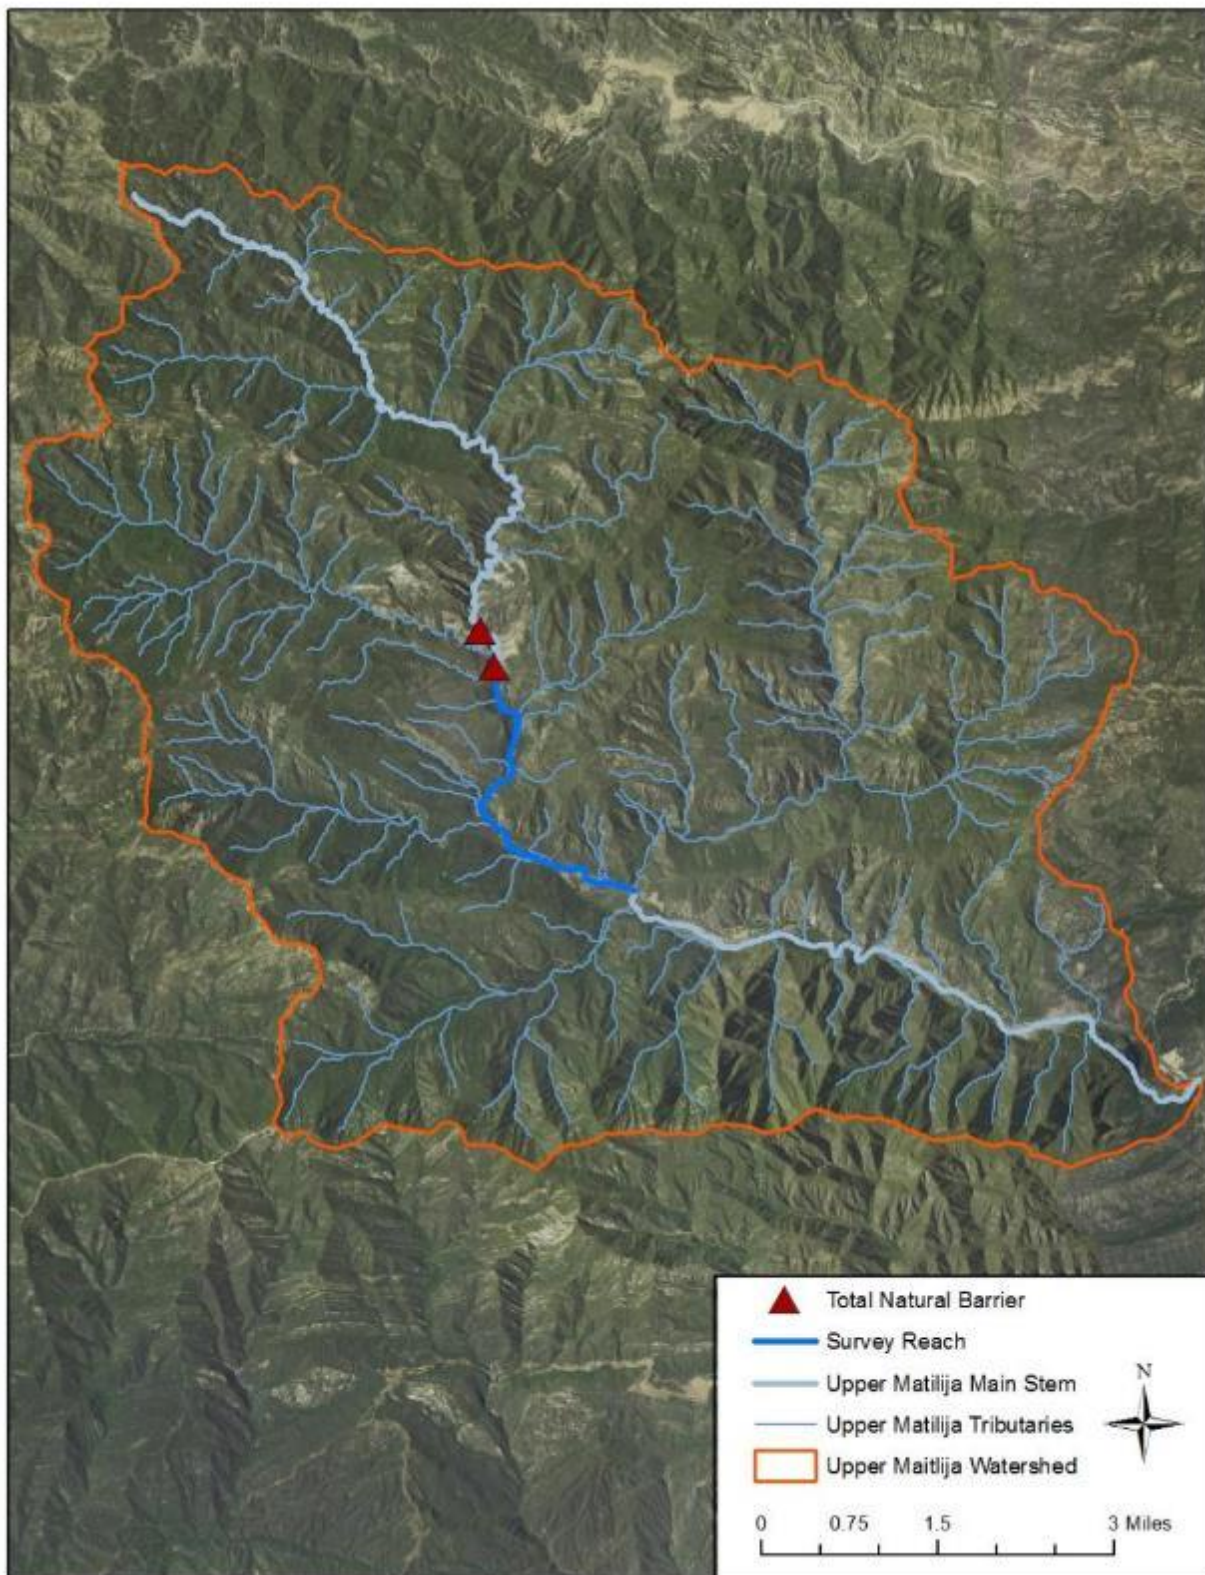 Total Natural Barrier
Survey Reach
Upper Matilija Main Stem
N
Upper Matilija Tributaries
Upper Maitlija Watershed
0 0.75 1.5 3 Miles